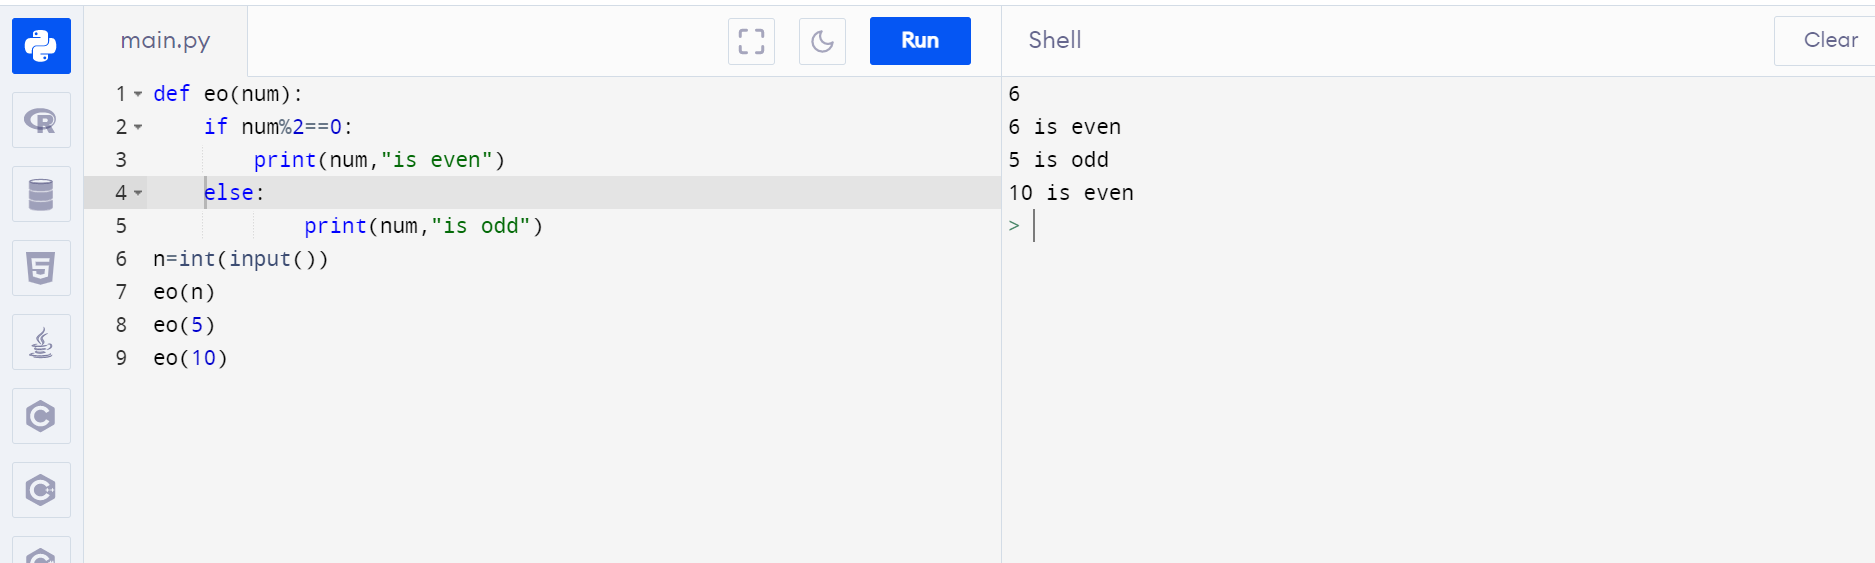 main.py
Run
Shell
Clear
1 def eo(num):
2     if num%2==0:
3         print(num,"is even")
4     else:
5             print(num,"is odd")
6 n=int(input())
7 eo(n)
8 eo(5)
9 eo(10)
6
6 is even
5 is odd
10 is even
>
R
5
C
C